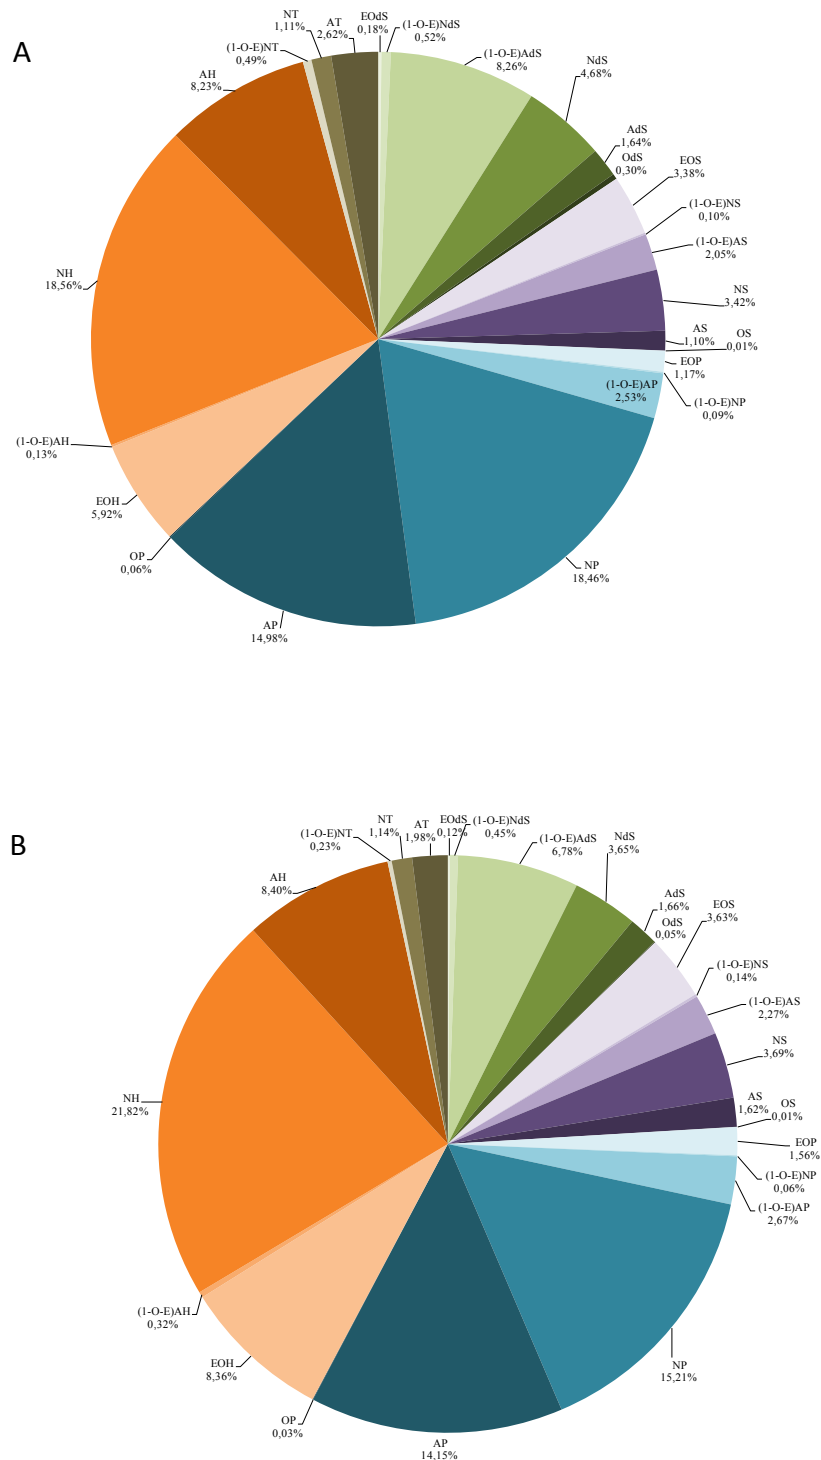 A
EOdS
0,18%
(1-O-E)NdS
0,52%
(1-O-E)AdS
8,26%
NdS
4,68%
AdS
1,64%
OdS
0,30%
EOS
3,38%
(1-O-E)NS
0,10%
(1-O-E)AS
2,05%
NS
3,42%
AS
1,10%
OS
0,01%
EOP
1,17%
(1-O-E)NP
0,09%
(1-O-E)AP
2,53%
NP
18,46%
AP
14,98%
OP
0,06%
EOH
5,92%
(1-O-E)AH
0,13%
NH
18,56%
AH
8,23%
(1-O-E)NT
0,49%
NT
1,11%
AT
2,62%
B
EOdS
0,12%
(1-O-E)NdS
0,45%
(1-O-E)AdS
6,78%
NdS
3,65%
AdS
1,66%
OdS
0,05%
EOS
3,63%
(1-O-E)NS
0,14%
(1-O-E)AS
2,27%
NS
3,69%
AS
1,62%
OS
0,01%
EOP
1,56%
(1-O-E)NP
0,06%
(1-O-E)AP
2,67%
NP
15,21%
AP
14,15%
OP
0,03%
EOH
8,36%
(1-O-E)AH
0,32%
NH
21,82%
AH
8,40%
(1-O-E)NT
0,23%
NT
1,14%
AT
1,98%